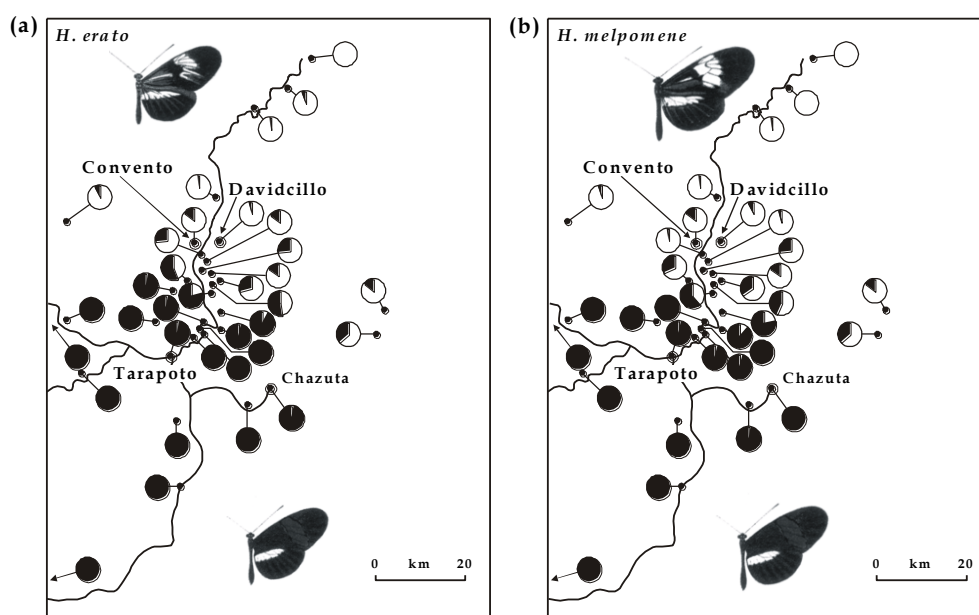 (a)
H. erato
Convento
Davidcillo
Tarapoto
Chazuta
0 km 20
(b)
H. melpomene
Convento
Davidcillo
Tarapoto
Chazuta
0 km 20